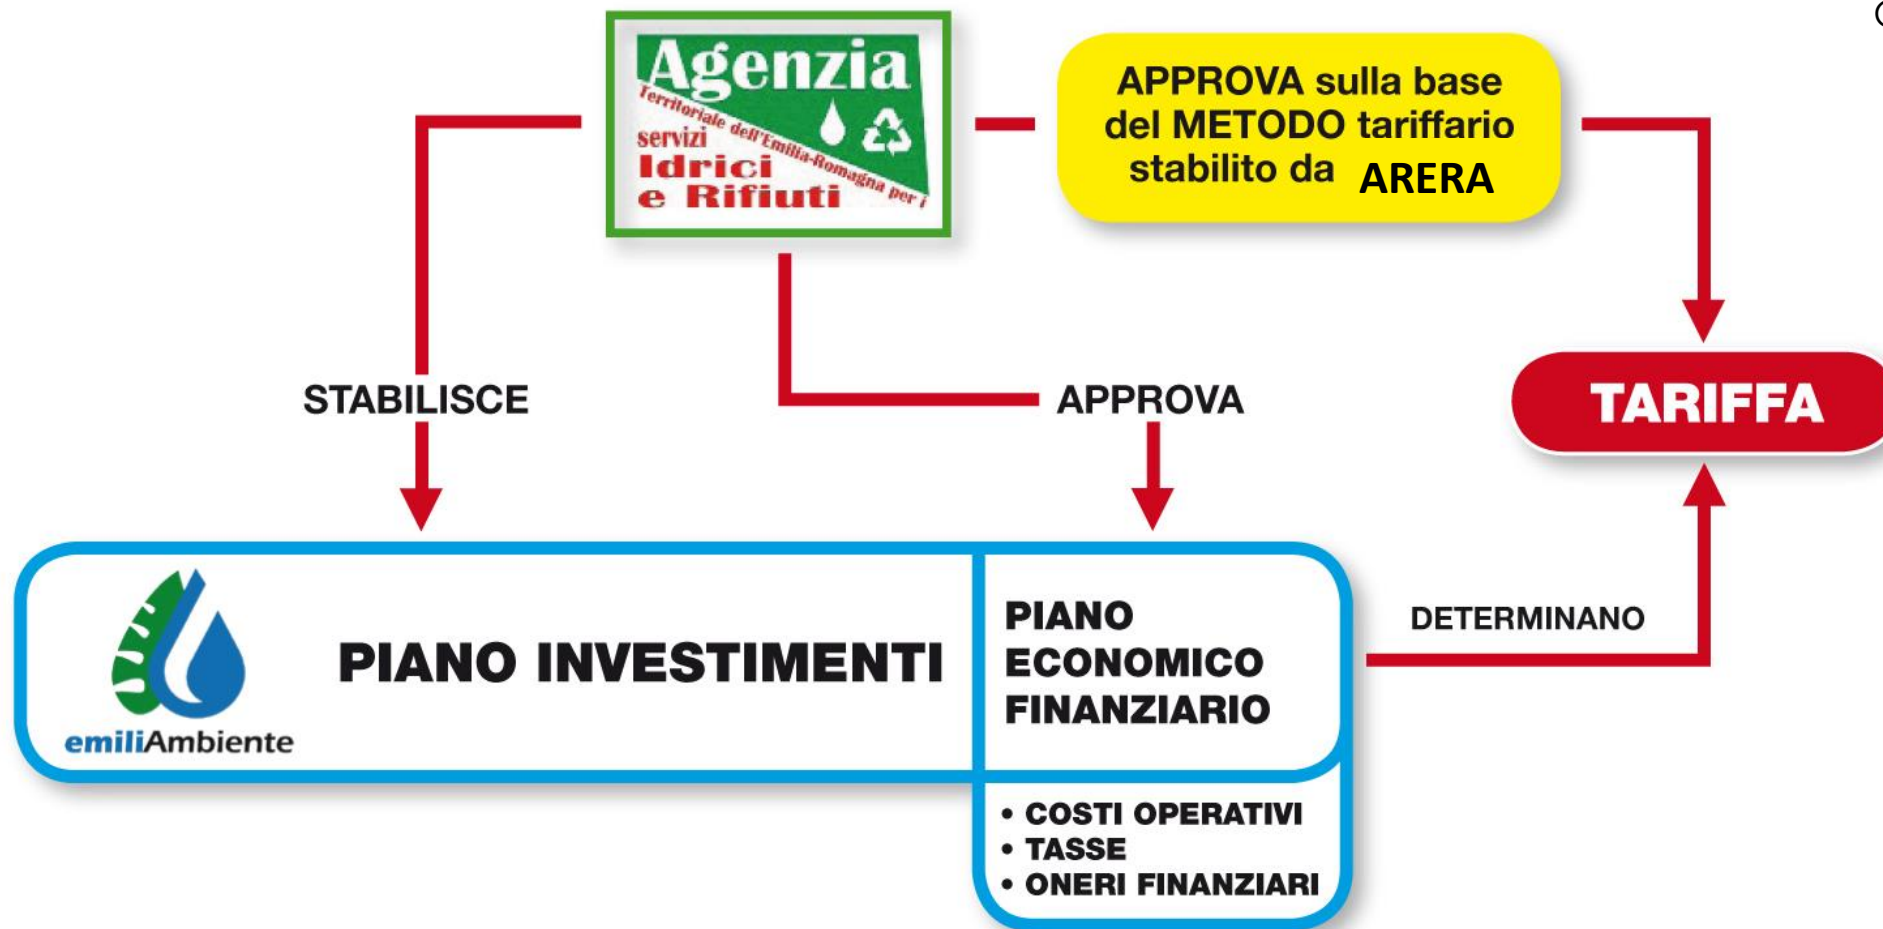 Agenzia
Territoriale dell'Emilia-Romagna per i
servizi
Idrici
e Rifiuti
APPROVA sulla base
del METODO tariffario
stabilito da ARERA
STABILISCE
APPROVA
TARIFFA
emiliAmbiente
PIANO INVESTIMENTI
PIANO
ECONOMICO
FINANZIARIO
DETERMINANO
• COSTI OPERATIVI
• TASSE
• ONERI FINANZIARI